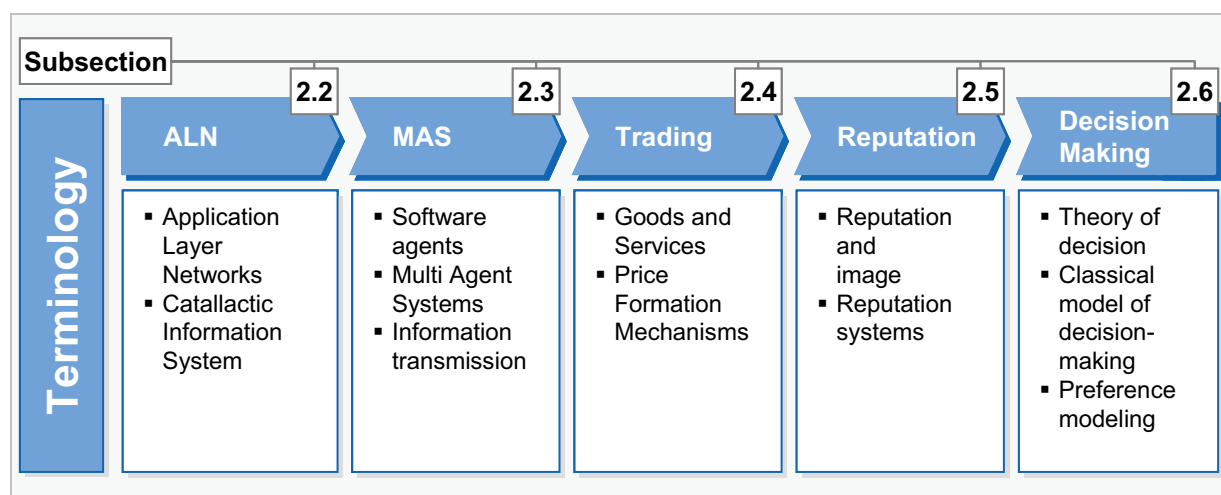 Subsection
2.2
2.3
2.4
2.5
2.6
Terminology
ALN
MAS
Trading
Reputation
Decision
Making
▪ Application
Layer
Networks
▪ Catallactic
Information
System
▪ Software
agents
▪ Multi Agent
Systems
▪ Information
transmission
▪ Goods and
Services
▪ Price
Formation
Mechanisms
▪ Reputation
and
image
▪ Reputation
systems
▪ Theory of
decision
▪ Classical
model of
decision-
making
▪ Preference
modeling